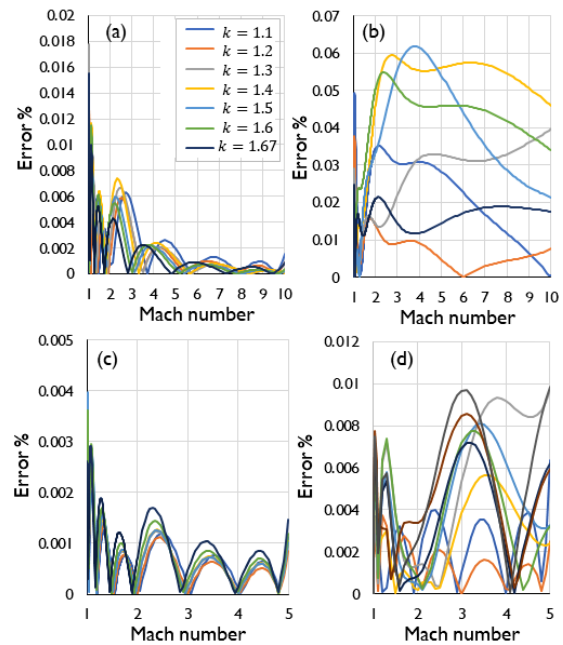 (a)
0.02
0.018
0.016
0.014
0.012
0.01
0.008
0.006
0.004
0.002
0
Error %
k = 1.1
k = 1.2
k = 1.3
k = 1.4
k = 1.5
k = 1.6
k = 1.67
1 2 3 4 5 6 7 8 9 10
Mach number
(b)
0.07
0.06
0.05
0.04
0.03
0.02
0.01
0
Error %
1 2 3 4 5 6 7 8 9 10
Mach number
(c)
0.005
0.004
0.003
0.002
0.001
0.000
Error %
1 2 3 4 5
Mach number
(d)
0.012
0.01
0.008
0.006
0.004
0.002
0
Error %
1 2 3 4 5
Mach number